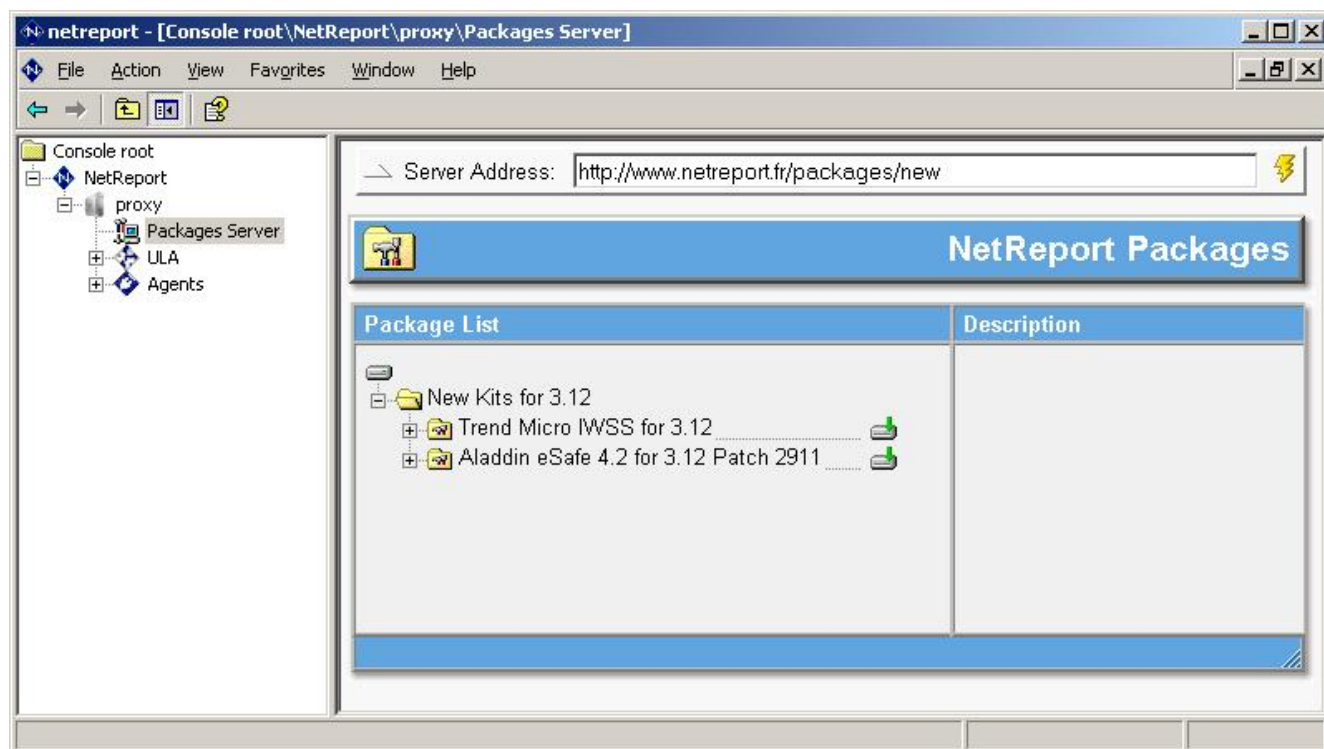 netreport - [Console root\NetReport\proxy\Packages Server]
File Action View Favorites Window Help
Console root
NetReport
proxy
Packages Server
ULA
Agents
Server Address: http://www.netreport.fr/packages/new
NetReport Packages
Package List Description
New Kits for 3.12
Trend Micro IWSS for 3.12
Aladdin eSafe 4.2 for 3.12 Patch 2911